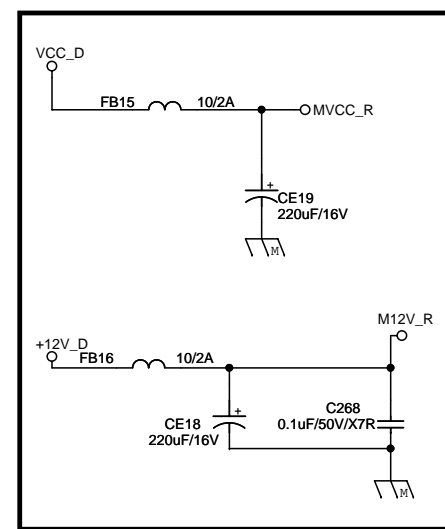 VCC_D
FB15 10/2A
MVCC_R
+
CE19
220uF/16V
M
M12V_R
+12V_D
FB16 10/2A
+
CE18
220uF/16V
C268
0.1uF/50V/X7R
M